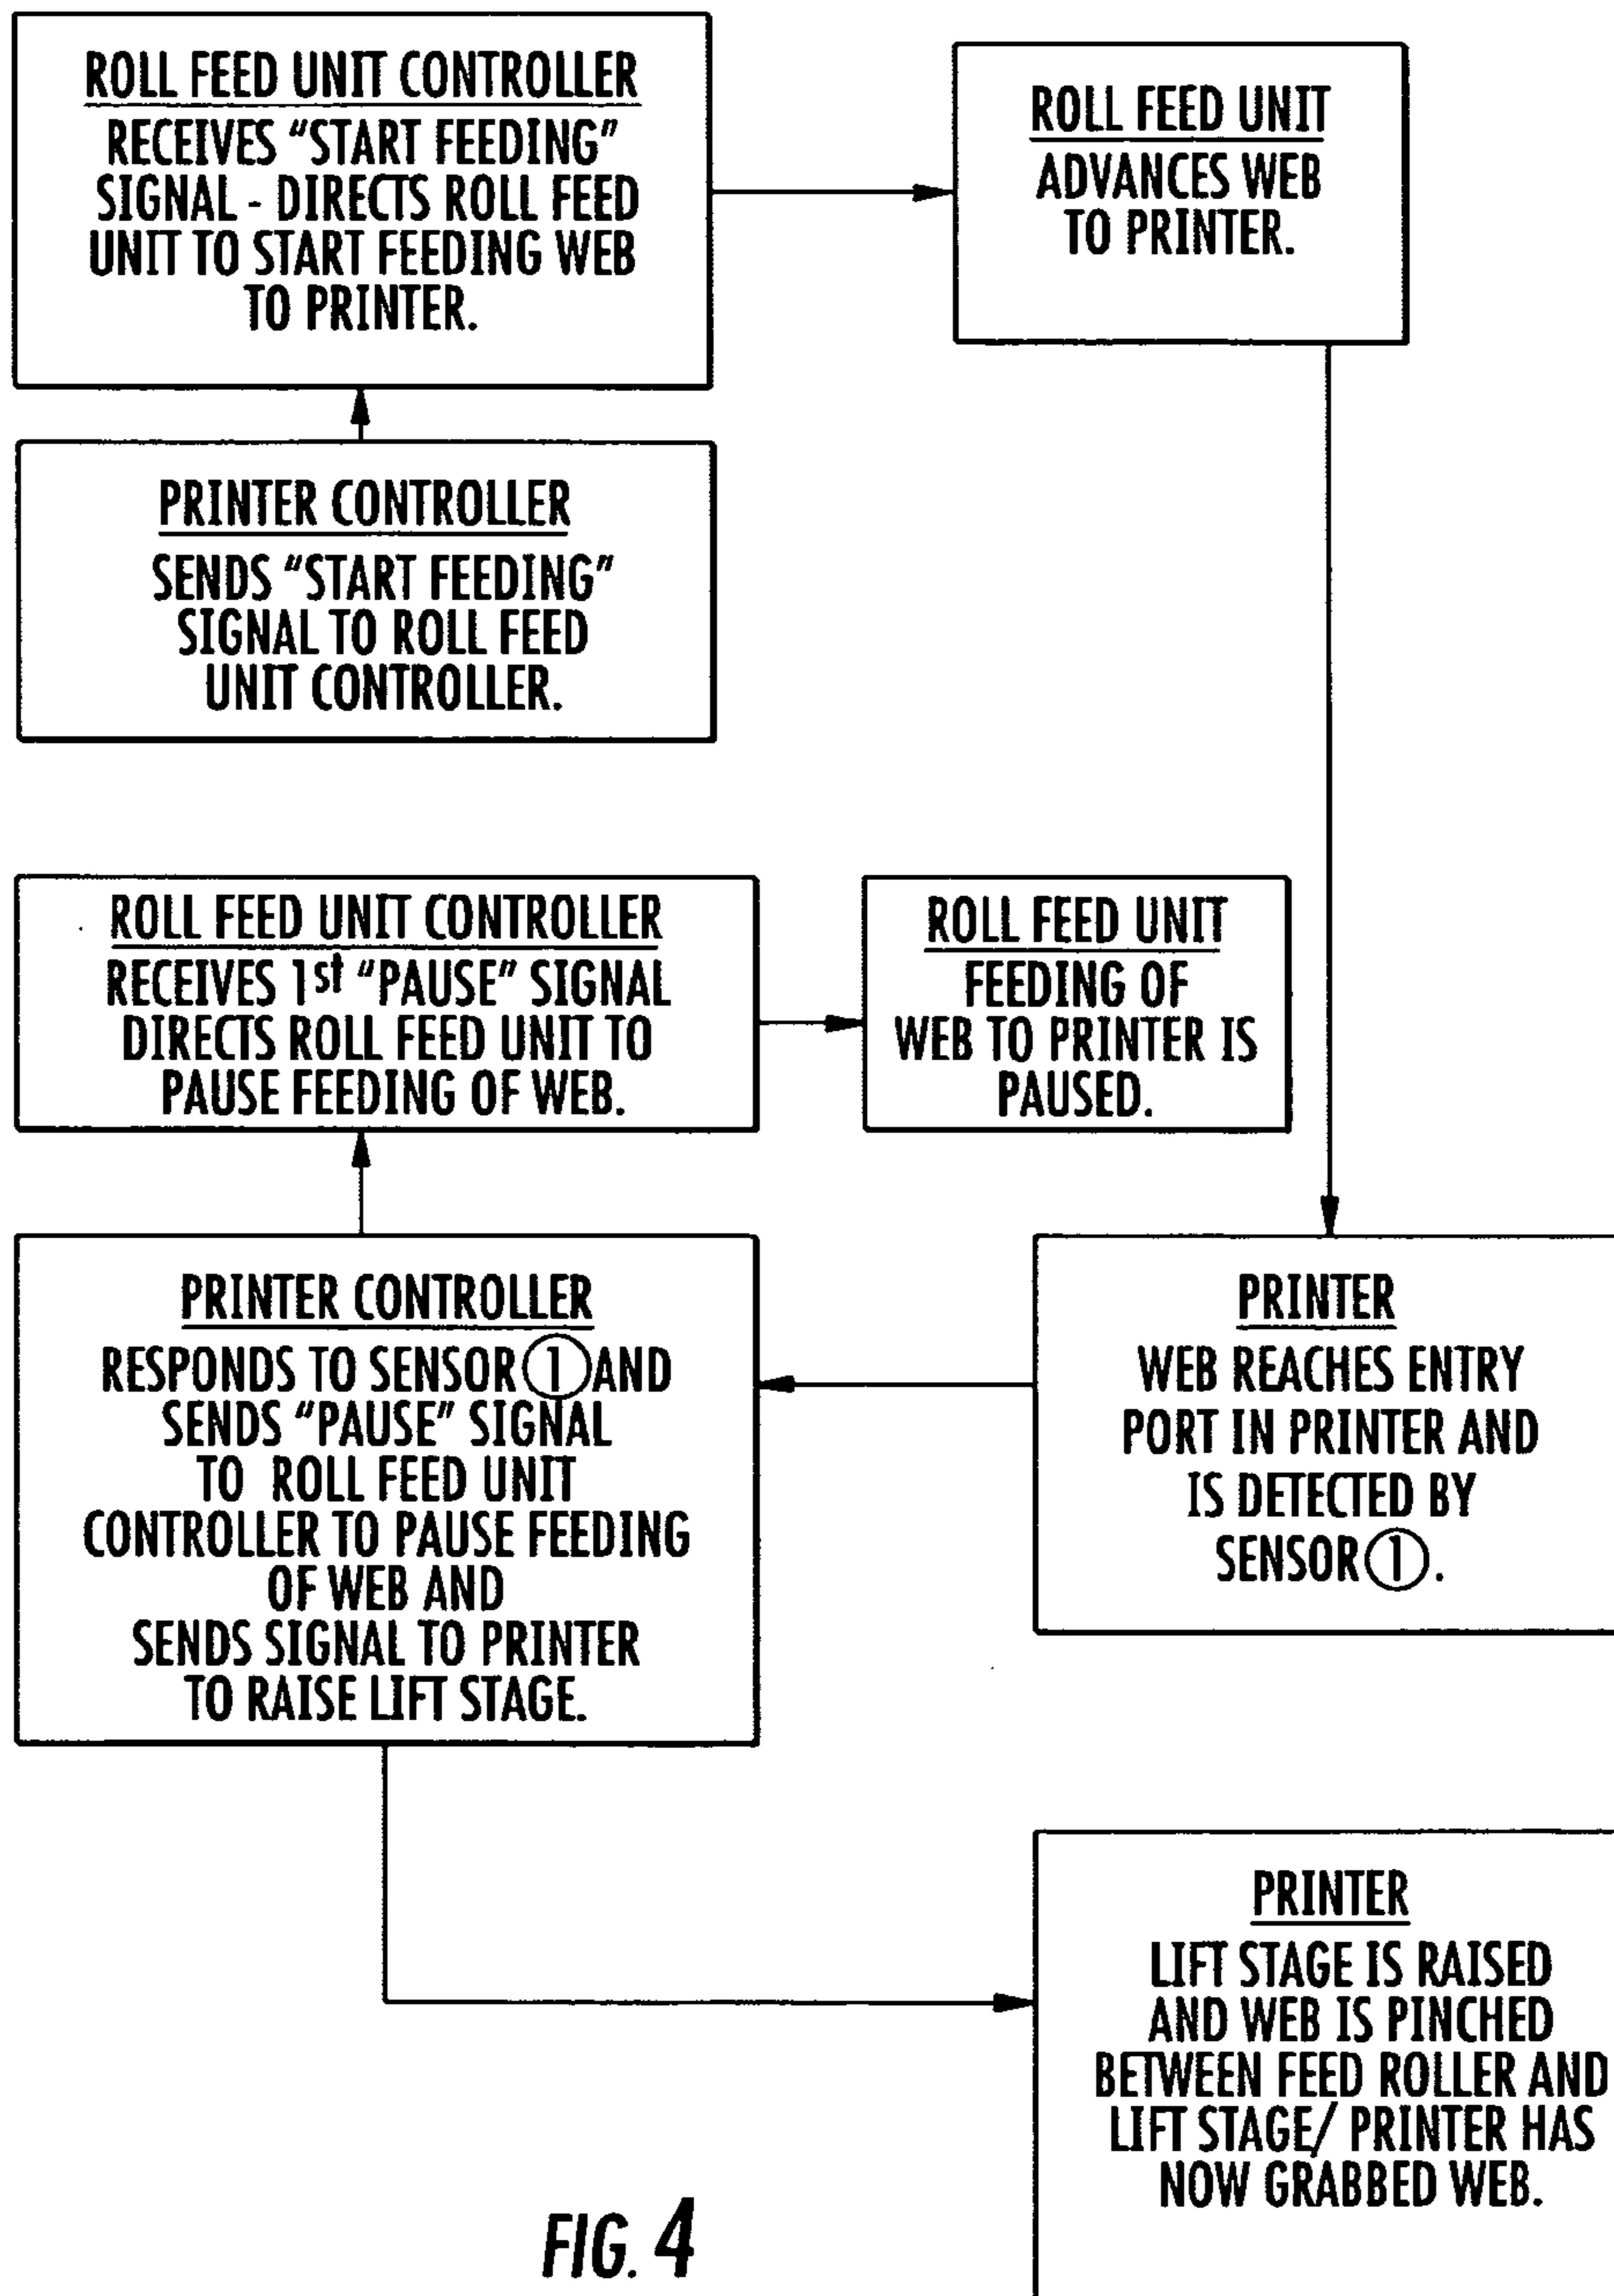 ROLL FEED UNIT CONTROLLER
RECEIVES “START FEEDING”
SIGNAL - DIRECTS ROLL FEED
UNIT TO START FEEDING WEB
TO PRINTER.
ROLL FEED UNIT
ADVANCES WEB
TO PRINTER.
PRINTER CONTROLLER
SENDS “START FEEDING”
SIGNAL TO ROLL FEED
UNIT CONTROLLER.
ROLL FEED UNIT CONTROLLER
RECEIVES 1st “PAUSE” SIGNAL
DIRECTS ROLL FEED UNIT TO
PAUSE FEEDING OF WEB.
ROLL FEED UNIT
FEEDING OF
WEB TO PRINTER IS
PAUSED.
PRINTER CONTROLLER
RESPONDS TO SENSOR ① AND
SENDS “PAUSE” SIGNAL
TO ROLL FEED UNIT
CONTROLLER TO PAUSE FEEDING
OF WEB AND
SENDS SIGNAL TO PRINTER
TO RAISE LIFT STAGE.
PRINTER
WEB REACHES ENTRY
PORT IN PRINTER AND
IS DETECTED BY
SENSOR ①.
PRINTER
LIFT STAGE IS RAISED
AND WEB IS PINCHED
BETWEEN FEED ROLLER AND
LIFT STAGE/ PRINTER HAS
NOW GRABBED WEB.
FIG. 4